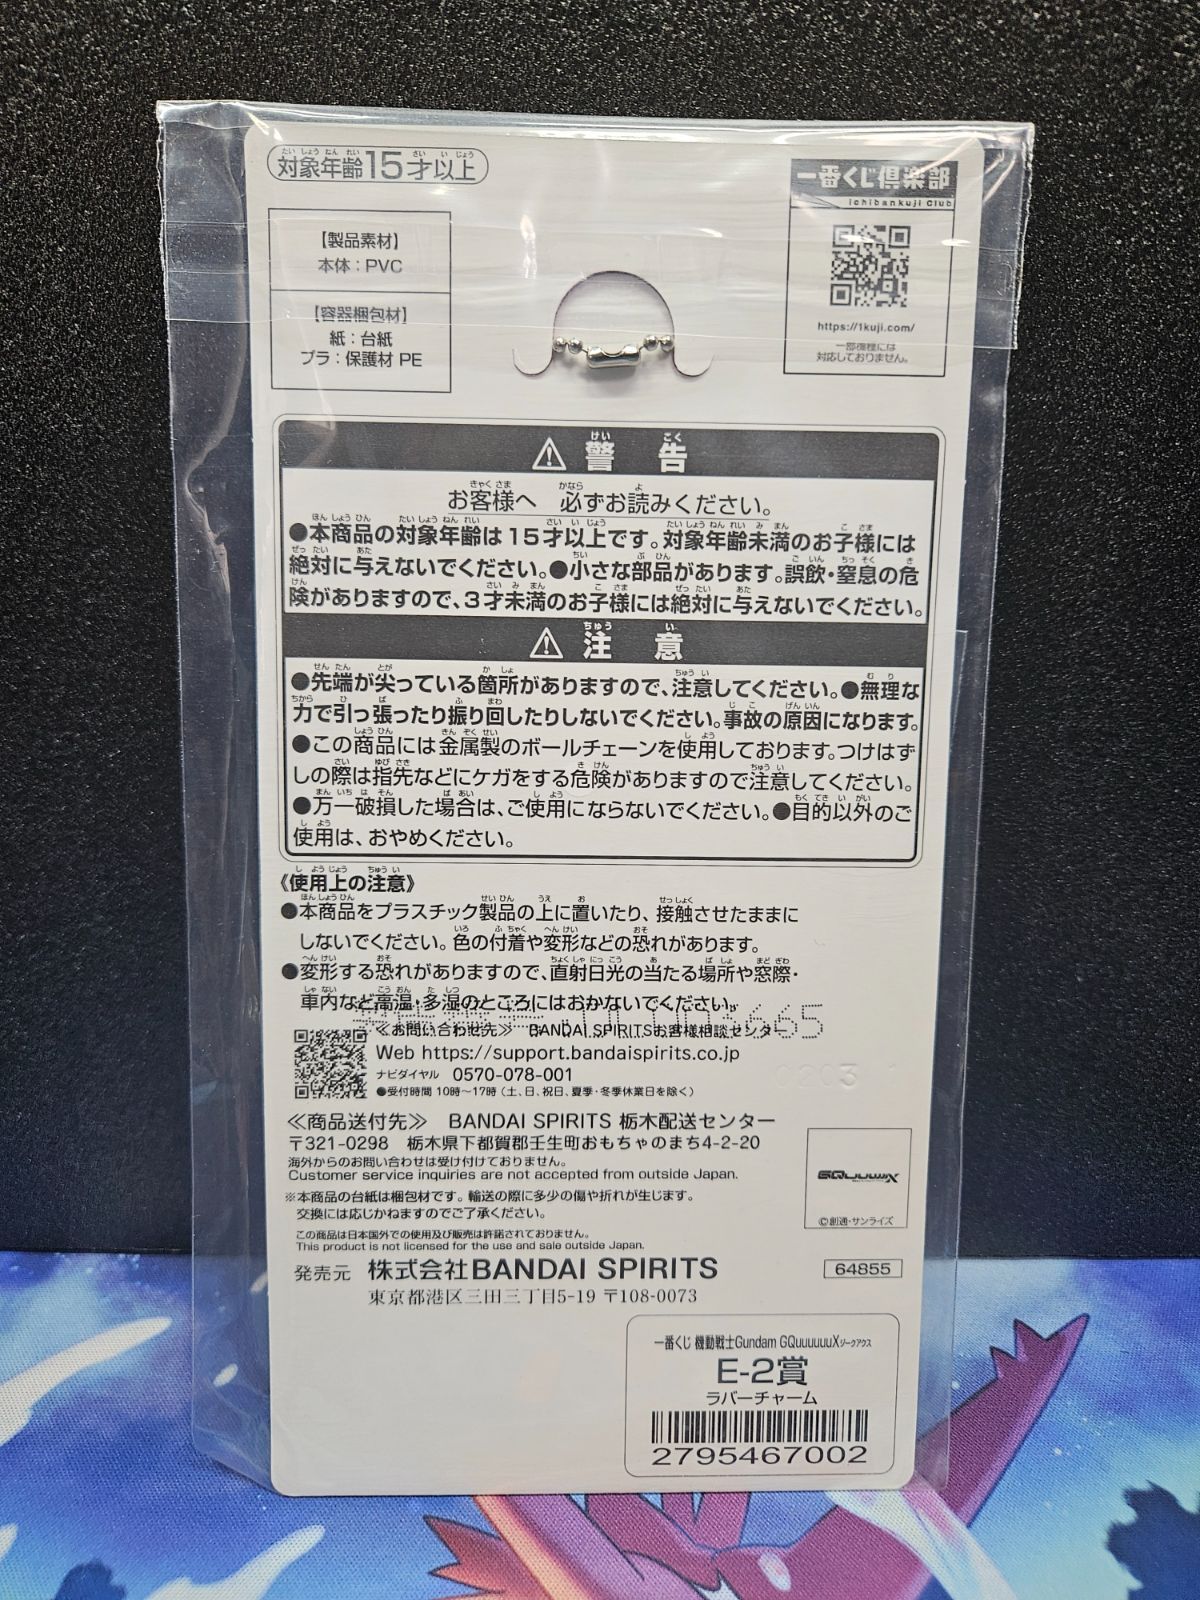 対象年齢15才以上
【製品素材】
本体：PVC
【容器梱包材】
紙：台紙
プラ：保護材 PE
一番くじ倶楽部
Ichibankuji Club
https://1kuji.com/
一部機種には
対応しておりません。
⚠ 警告
お客様へ　必ずお読みください。
●本商品の対象年齢は15才以上です。対象年齢未満のお子様には
絶対に与えないでください。●小さな部品があります。誤飲・窒息の危
険がありますので、3才未満のお子様には絶対に与えないでください。
⚠ 注意
●先端が尖っている箇所がありますので、注意してください。●無理な
力で引っ張ったり振り回したりしないでください。事故の原因になります。
●この商品には金属製のボールチェーンを使用しております。つけはず
しの際は指先などにケガをする危険がありますので注意してください。
●万一破損した場合は、ご使用にならないでください。●目的以外のご
使用は、おやめください。
《使用上の注意》
●本商品をプラスチック製品の上に置いたり、接触させたままに
しないでください。色の付着や変形などの恐れがあります。
●変形する恐れがありますので、直射日光の当たる場所や窓際・
車内など高温・多湿のところにはおかないでください。
≪お問い合わせ先≫　BANDAI SPIRITSお客様相談センター
Web https://support.bandaispirits.co.jp
ナビダイヤル 0570-078-001
●受付時間 10時〜17時（土、日、祝日、夏季・冬季休業日を除く）
≪商品送付先≫　BANDAI SPIRITS 栃木配送センター
〒321-0298　栃木県下都賀郡壬生町おもちゃのまち4-2-20
海外からのお問い合わせは受け付けておりません。
Customer service inquiries are not accepted from outside Japan.
※本商品の台紙は梱包材です。輸送の際に多少の傷や折れが生じます。
交換には応じかねますのでご了承ください。
この商品は日本国外での使用及び販売は許諾されておりません。
This product is not licensed for the use and sale outside Japan.
GQuuuuuuX
©創通・サンライズ
発売元 株式会社BANDAI SPIRITS
東京都港区三田三丁目5-19 〒108-0073
64855
一番くじ 機動戦士Gundam GQuuuuuuXジークアクス
E-2賞
ラバーチャーム
2795467002